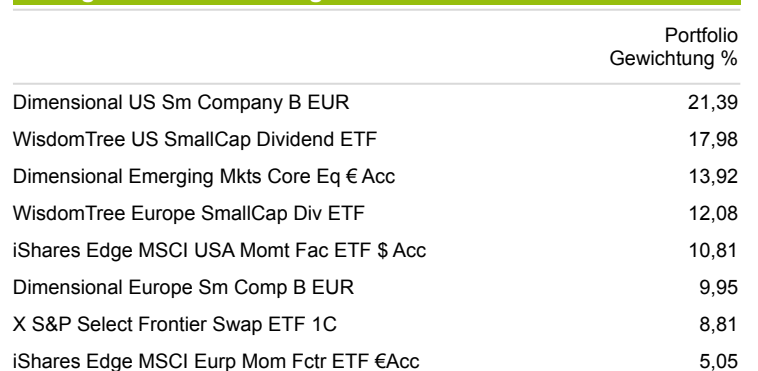 Portfolio
Gewichtung %
Dimensional US Sm Company B EUR 21,39
WisdomTree US SmallCap Dividend ETF 17,98
Dimensional Emerging Mkts Core Eq € Acc 13,92
WisdomTree Europe SmallCap Div ETF 12,08
iShares Edge MSCI USA Momt Fac ETF $ Acc 10,81
Dimensional Europe Sm Comp B EUR 9,95
X S&P Select Frontier Swap ETF 1C 8,81
iShares Edge MSCI Eurp Mom Fctr ETF €Acc 5,05